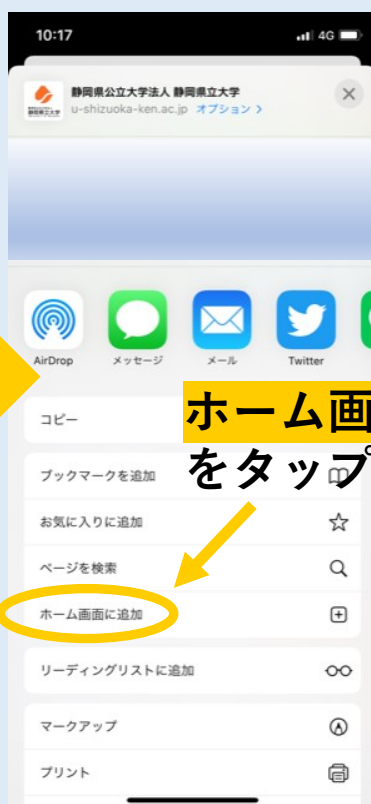 10:17
4G
静岡県公立大学法人 静岡県立大学
u-shizuoka-ken.ac.jp オプション >
AirDrop
メッセージ
メール
Twitter
コピー
ホーム画
をタップ
ブックマークを追加
お気に入りに追加
ページを検索
ホーム画面に追加
リーディングリストに追加
マークアップ
プリント